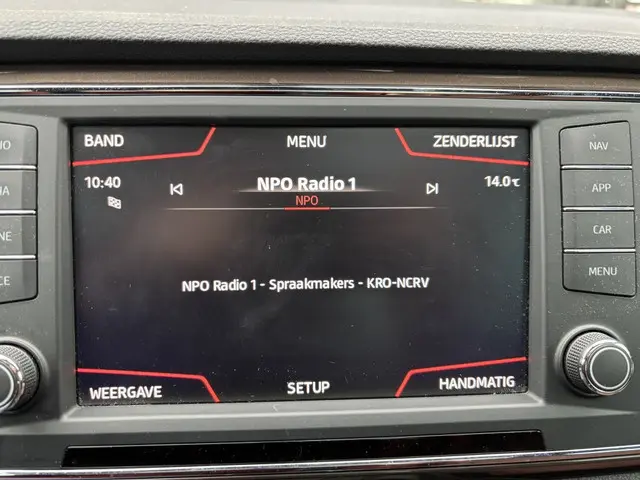 BAND MENU ZENDERLIJST
10:40 NPO Radio 1 14.0°C
NPO
NPO Radio 1 - Spraakmakers - KRO-NCRV
WEERGAVE SETUP HANDMATIG
NAV
APP
CAR
MENU